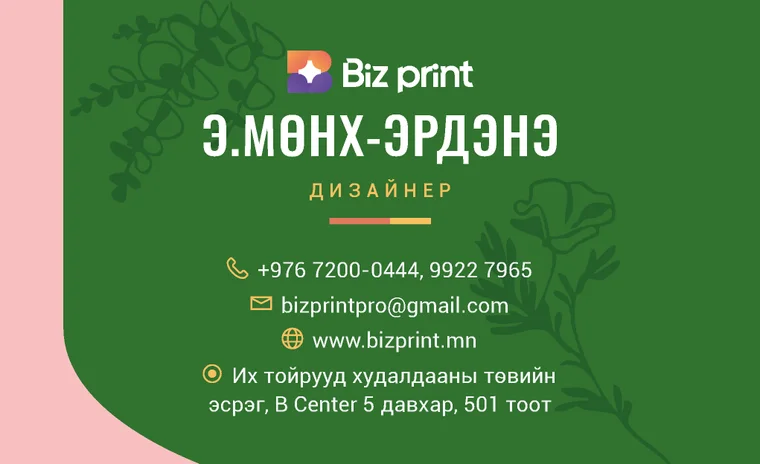 Biz print
Э.МӨНХ-ЭРДЭНЭ
ДИЗАЙНЕР
+976 7200-0444, 9922 7965
bizprintpro@gmail.com
www.bizprint.mn
Их тойрууд худалдааны төвийн
эсрэг, B Center 5 давхар, 501 тоот